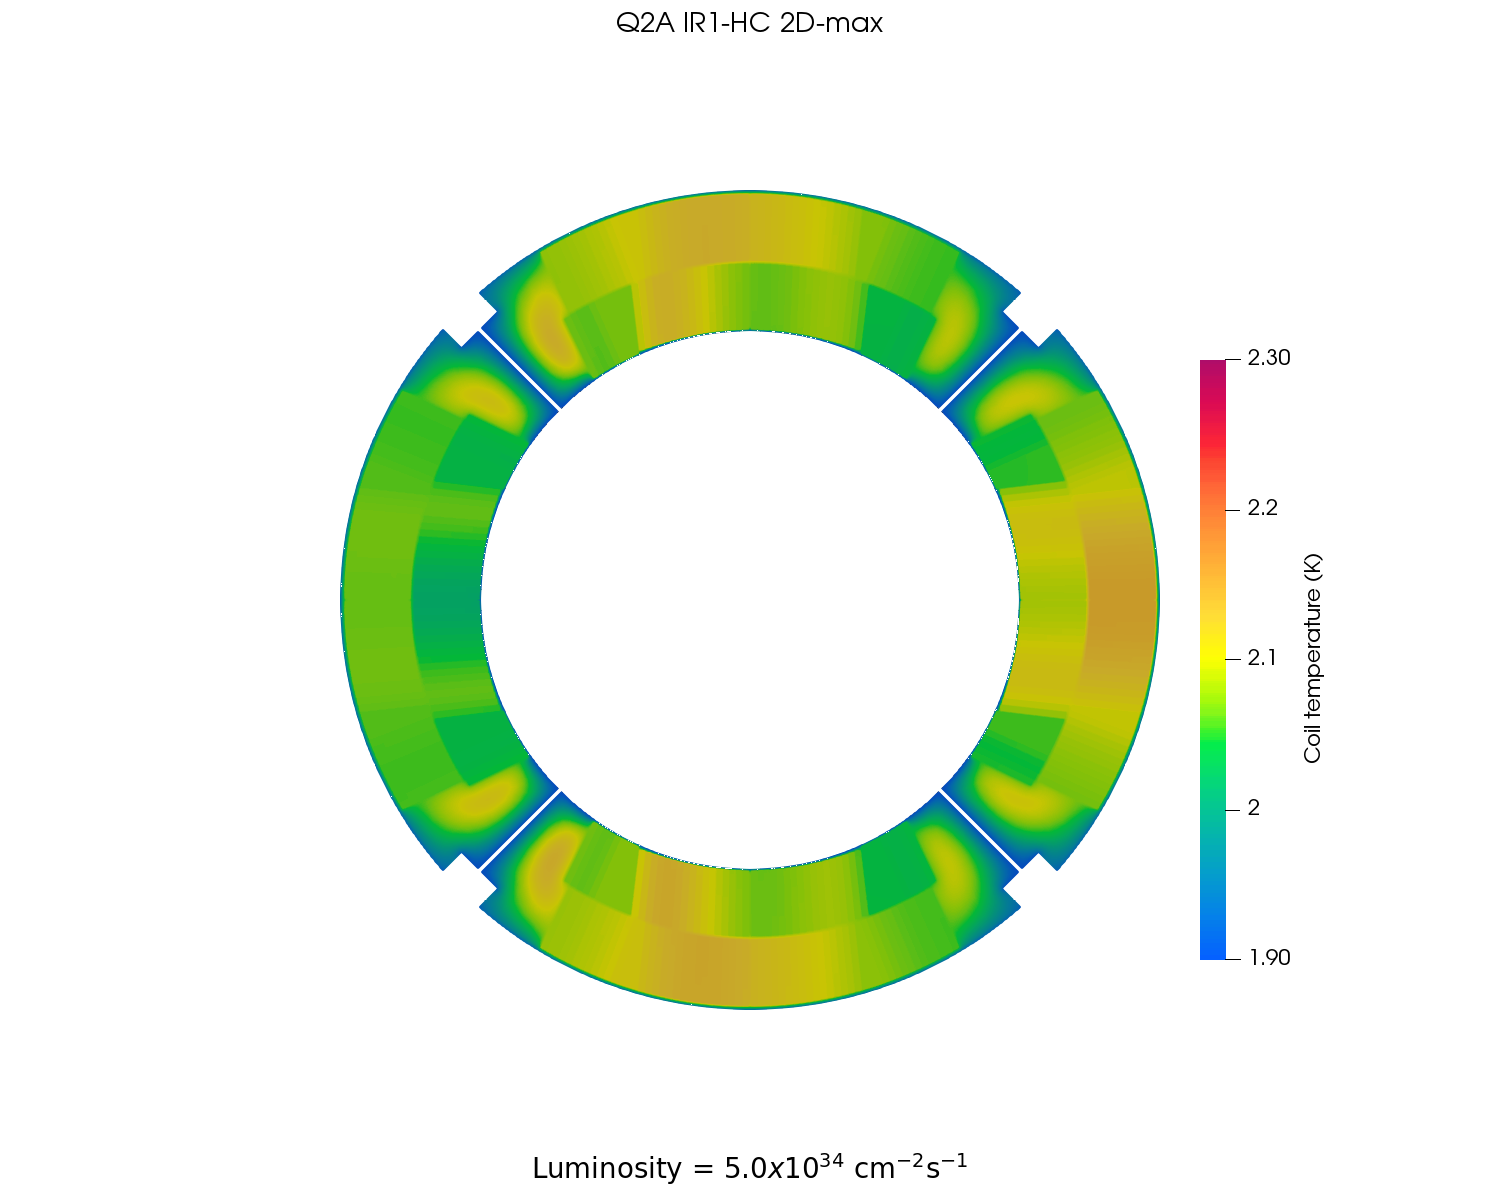 Q2A IR1-HC 2D-max
2.30
2.2
2.1
2
1.90
Coil temperature (K)
Luminosity = 5.0x10³⁴ cm⁻²s⁻¹